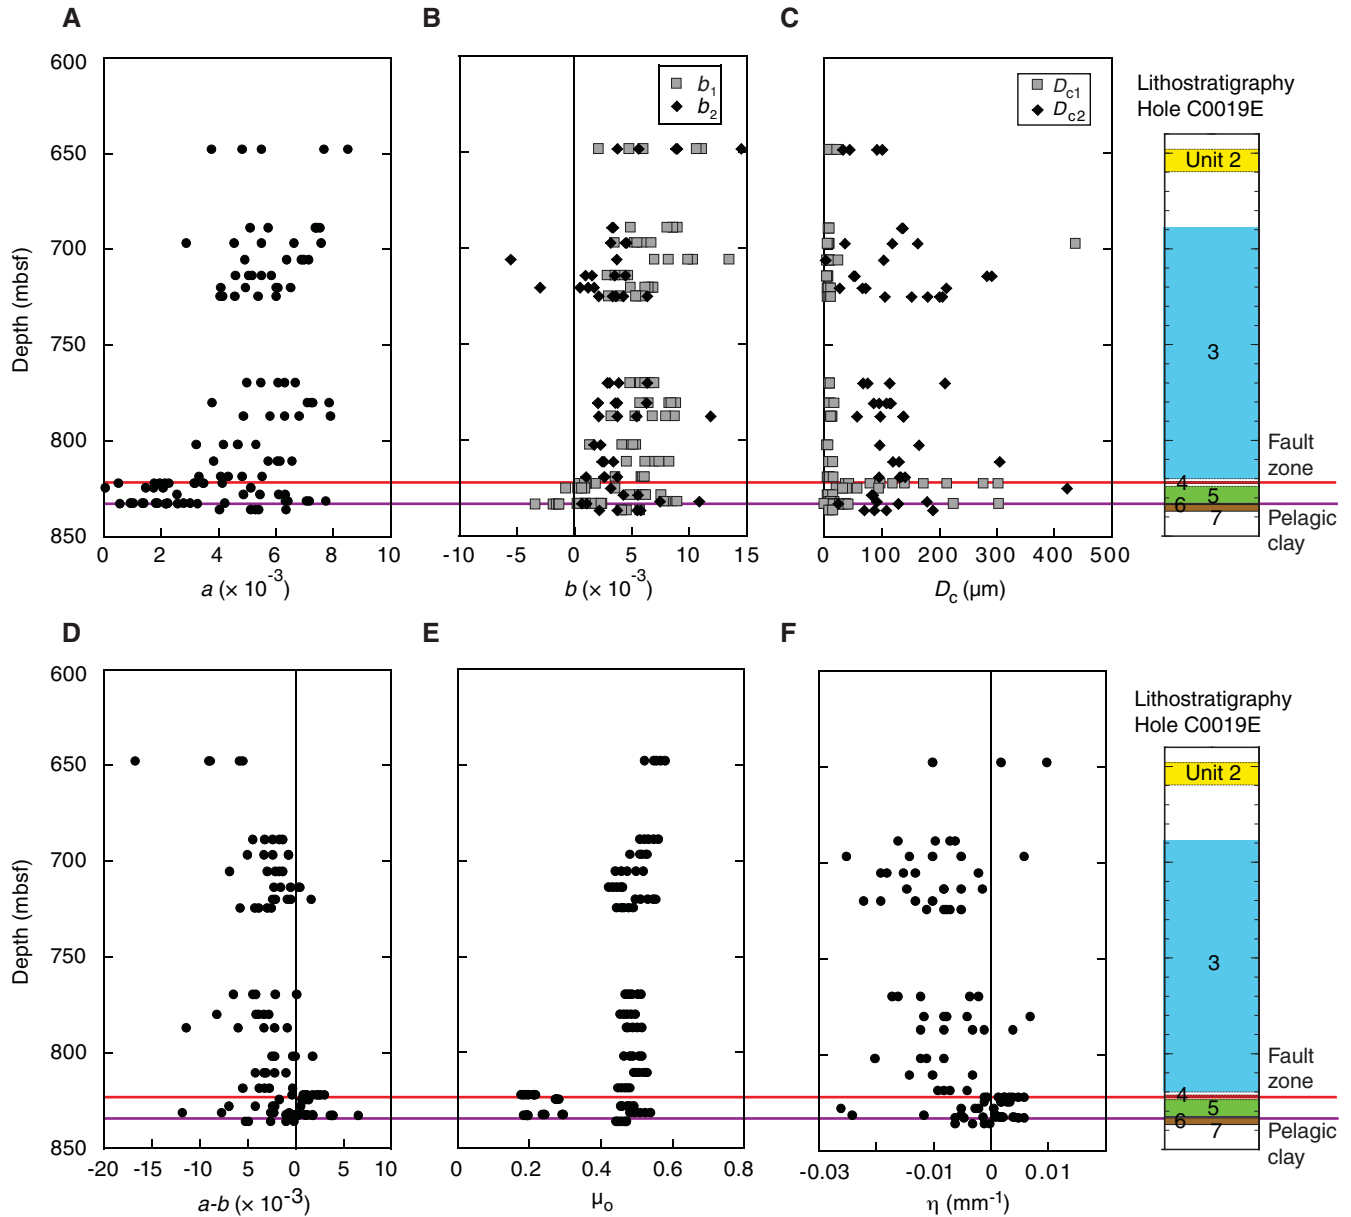 A
B
C
600
650
700
750
800
850
Depth (mbsf)
0 2 4 6 8 10
a (× 10⁻³)
b₁
b₂
-10 -5 0 5 10 15
b (× 10⁻³)
Dc1
Dc2
0 100 200 300 400 500
Dc (µm)
Lithostratigraphy
Hole C0019E
Unit 2
3
4
5
6
7
Fault
zone
Pelagic
clay
D
E
F
600
650
700
750
800
850
Depth (mbsf)
-20 -15 -10 -5 0 5 10
a-b (× 10⁻³)
0 0.2 0.4 0.6 0.8
µo
-0.03 -0.01 0 0.01
η (mm⁻¹)
Lithostratigraphy
Hole C0019E
Unit 2
3
4
5
6
7
Fault
zone
Pelagic
clay